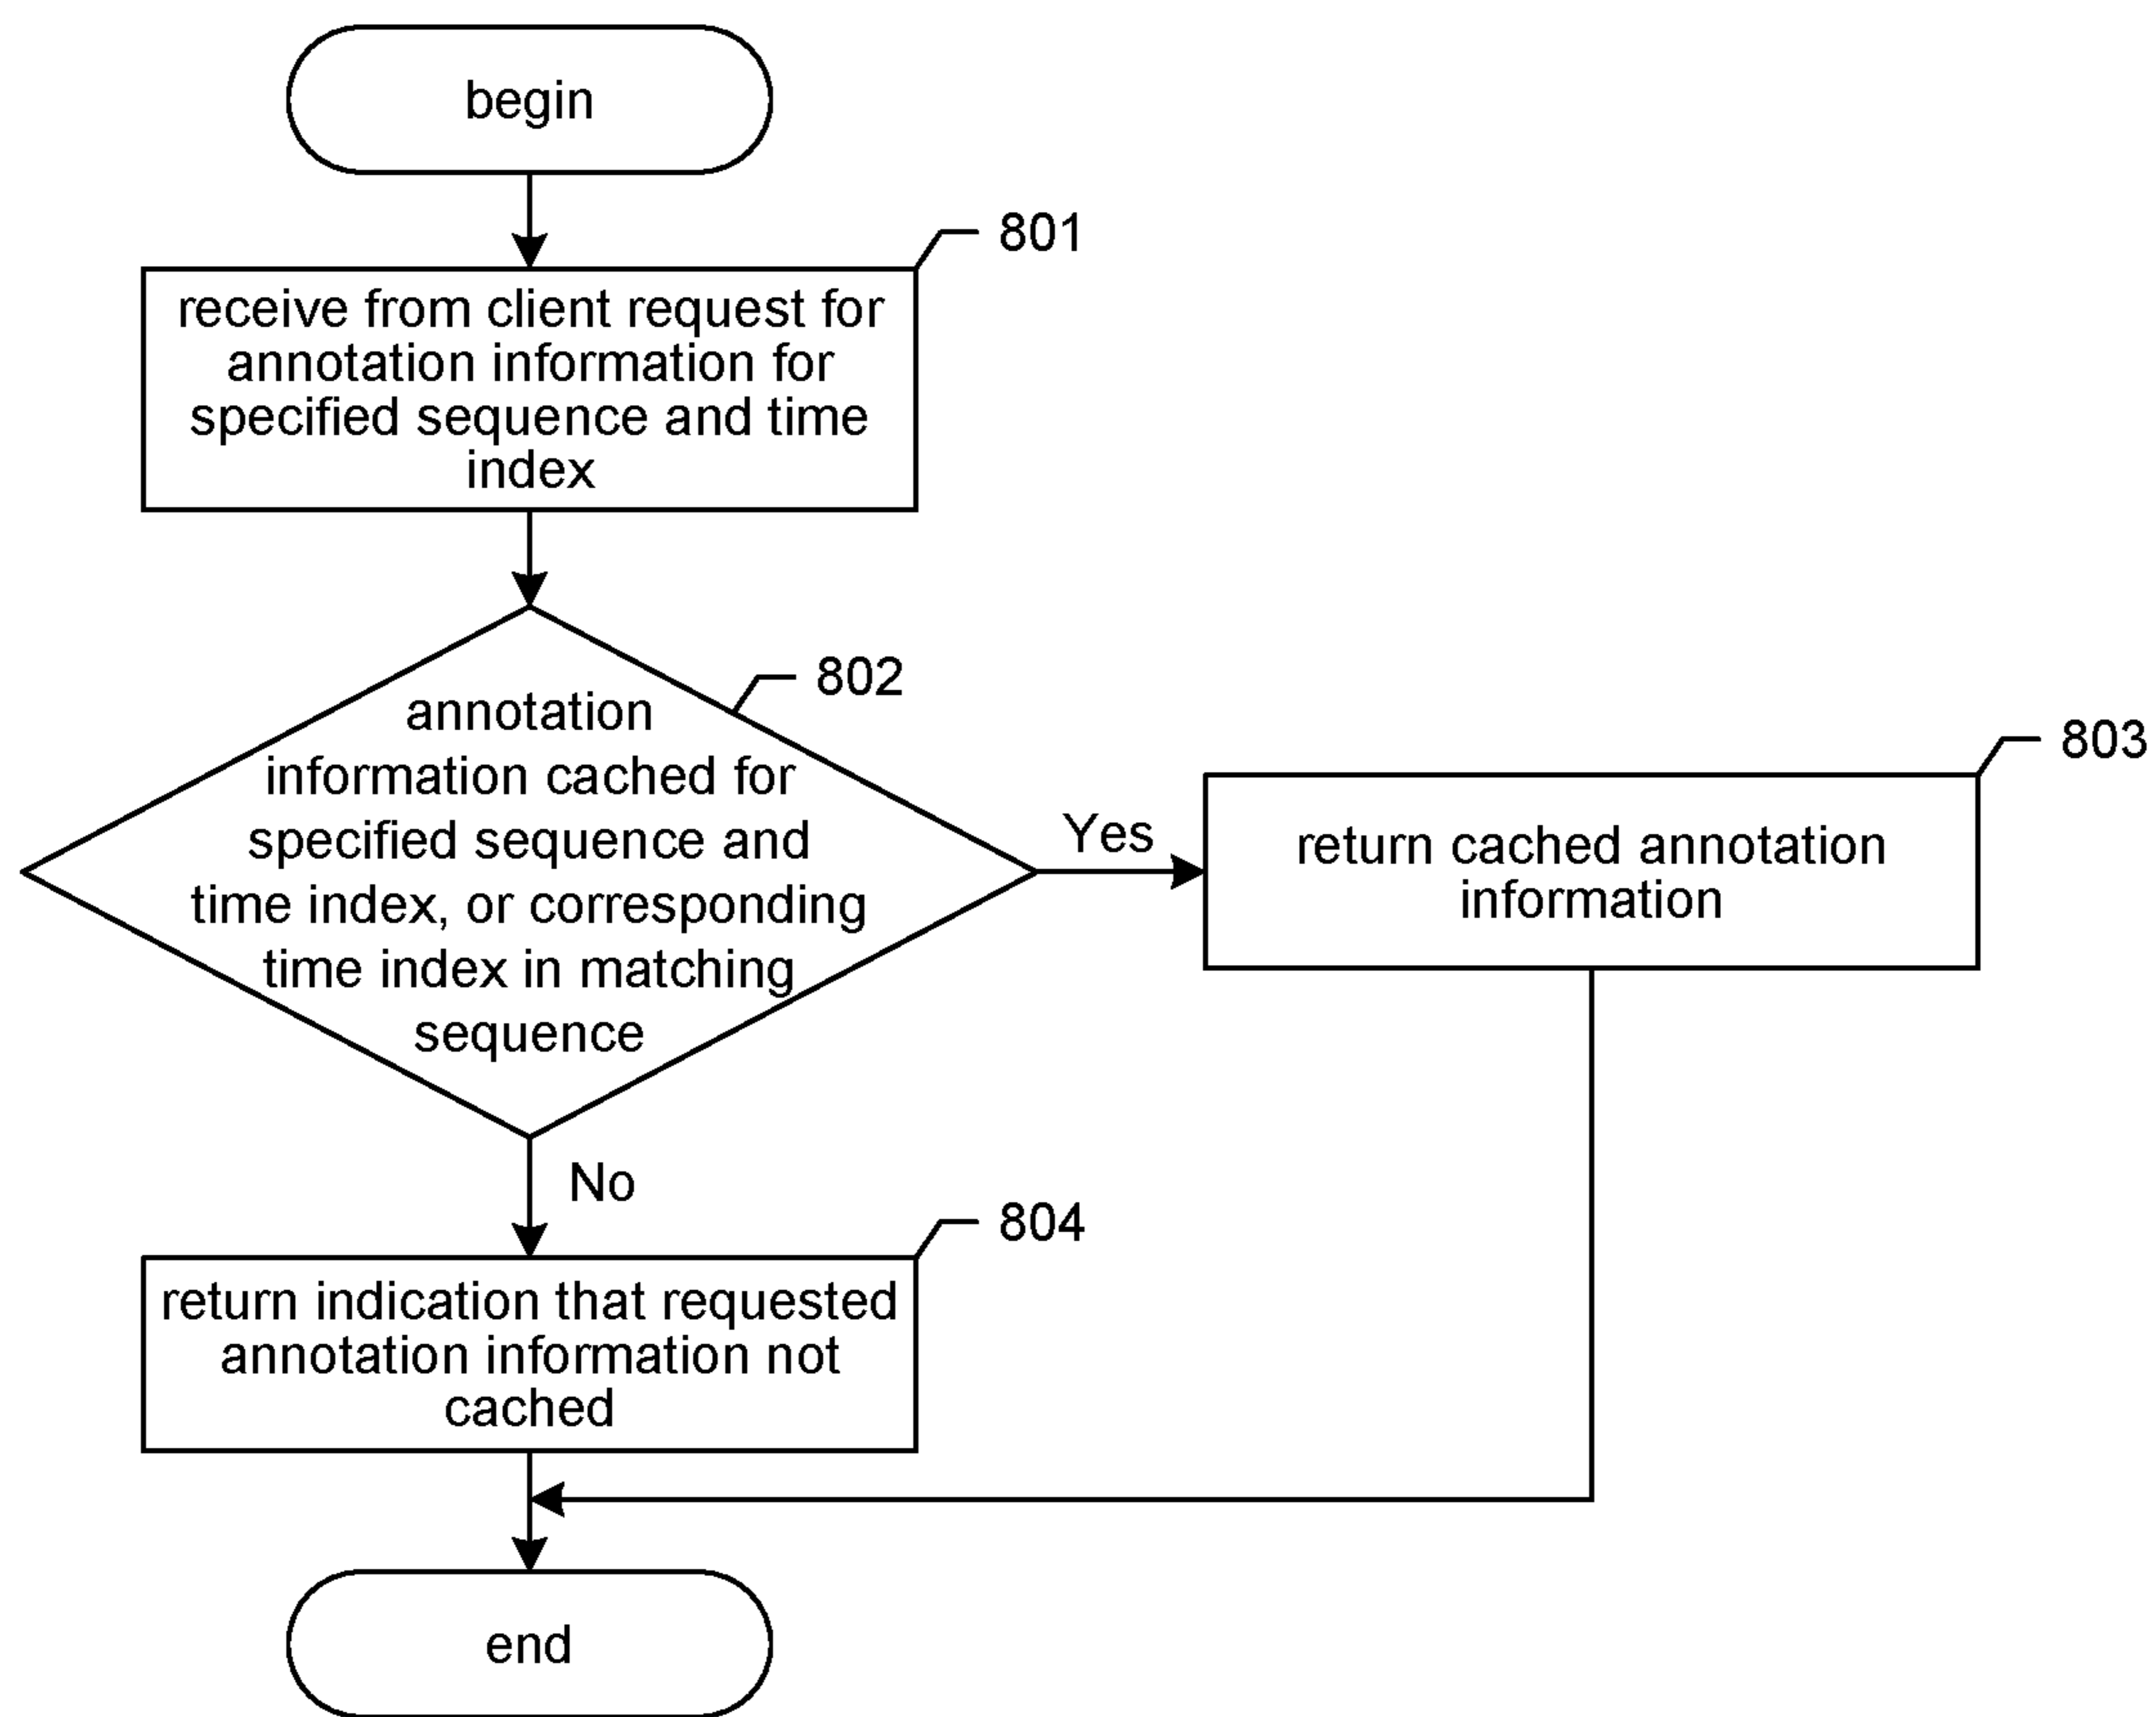 begin
801
receive from client request for
annotation information for
specified sequence and time
index
802
annotation
information cached for
specified sequence and
time index, or corresponding
time index in matching
sequence
Yes
803
return cached annotation
information
No
804
return indication that requested
annotation information not
cached
end